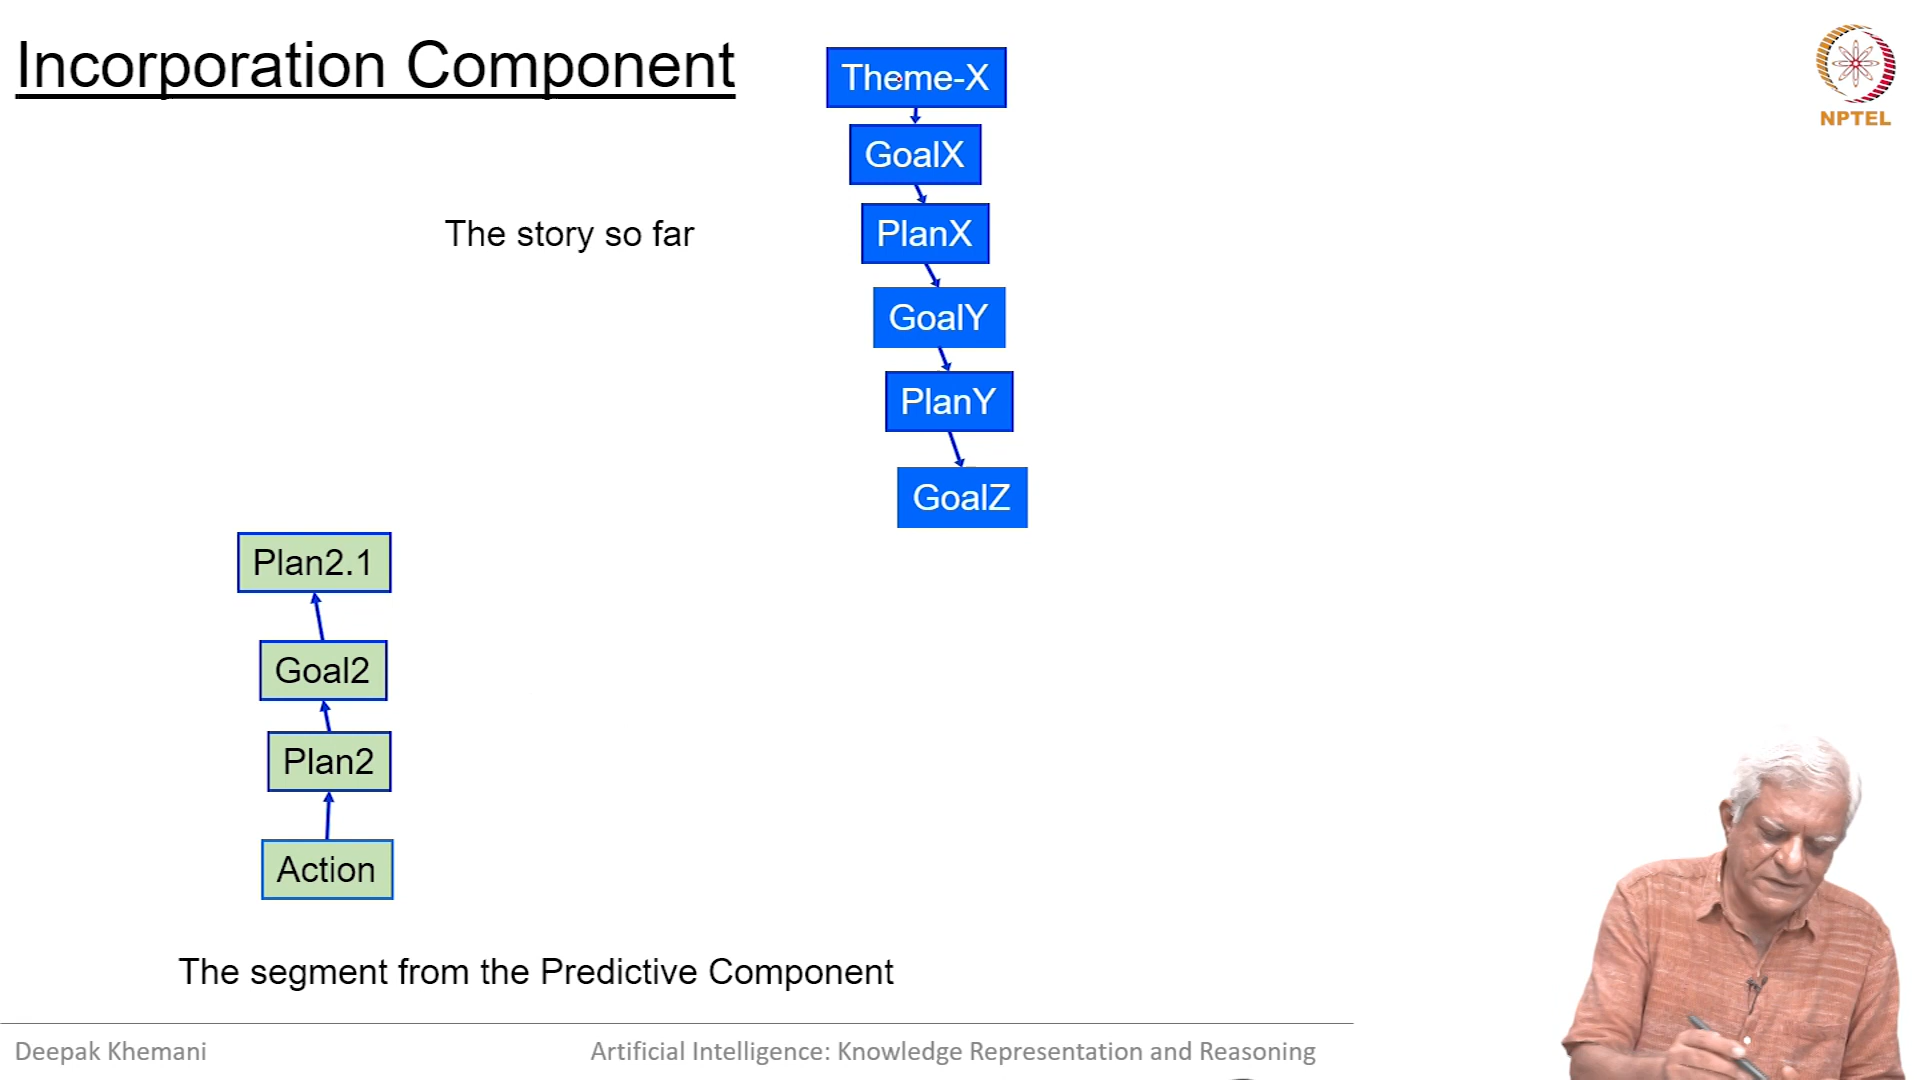 Incorporation Component
Theme-X
GoalX
The story so far
PlanX
GoalY
PlanY
GoalZ
Plan2.1
Goal2
Plan2
Action
The segment from the Predictive Component
Deepak Khemani
Artificial Intelligence: Knowledge Representation and Reasoning
NPTEL